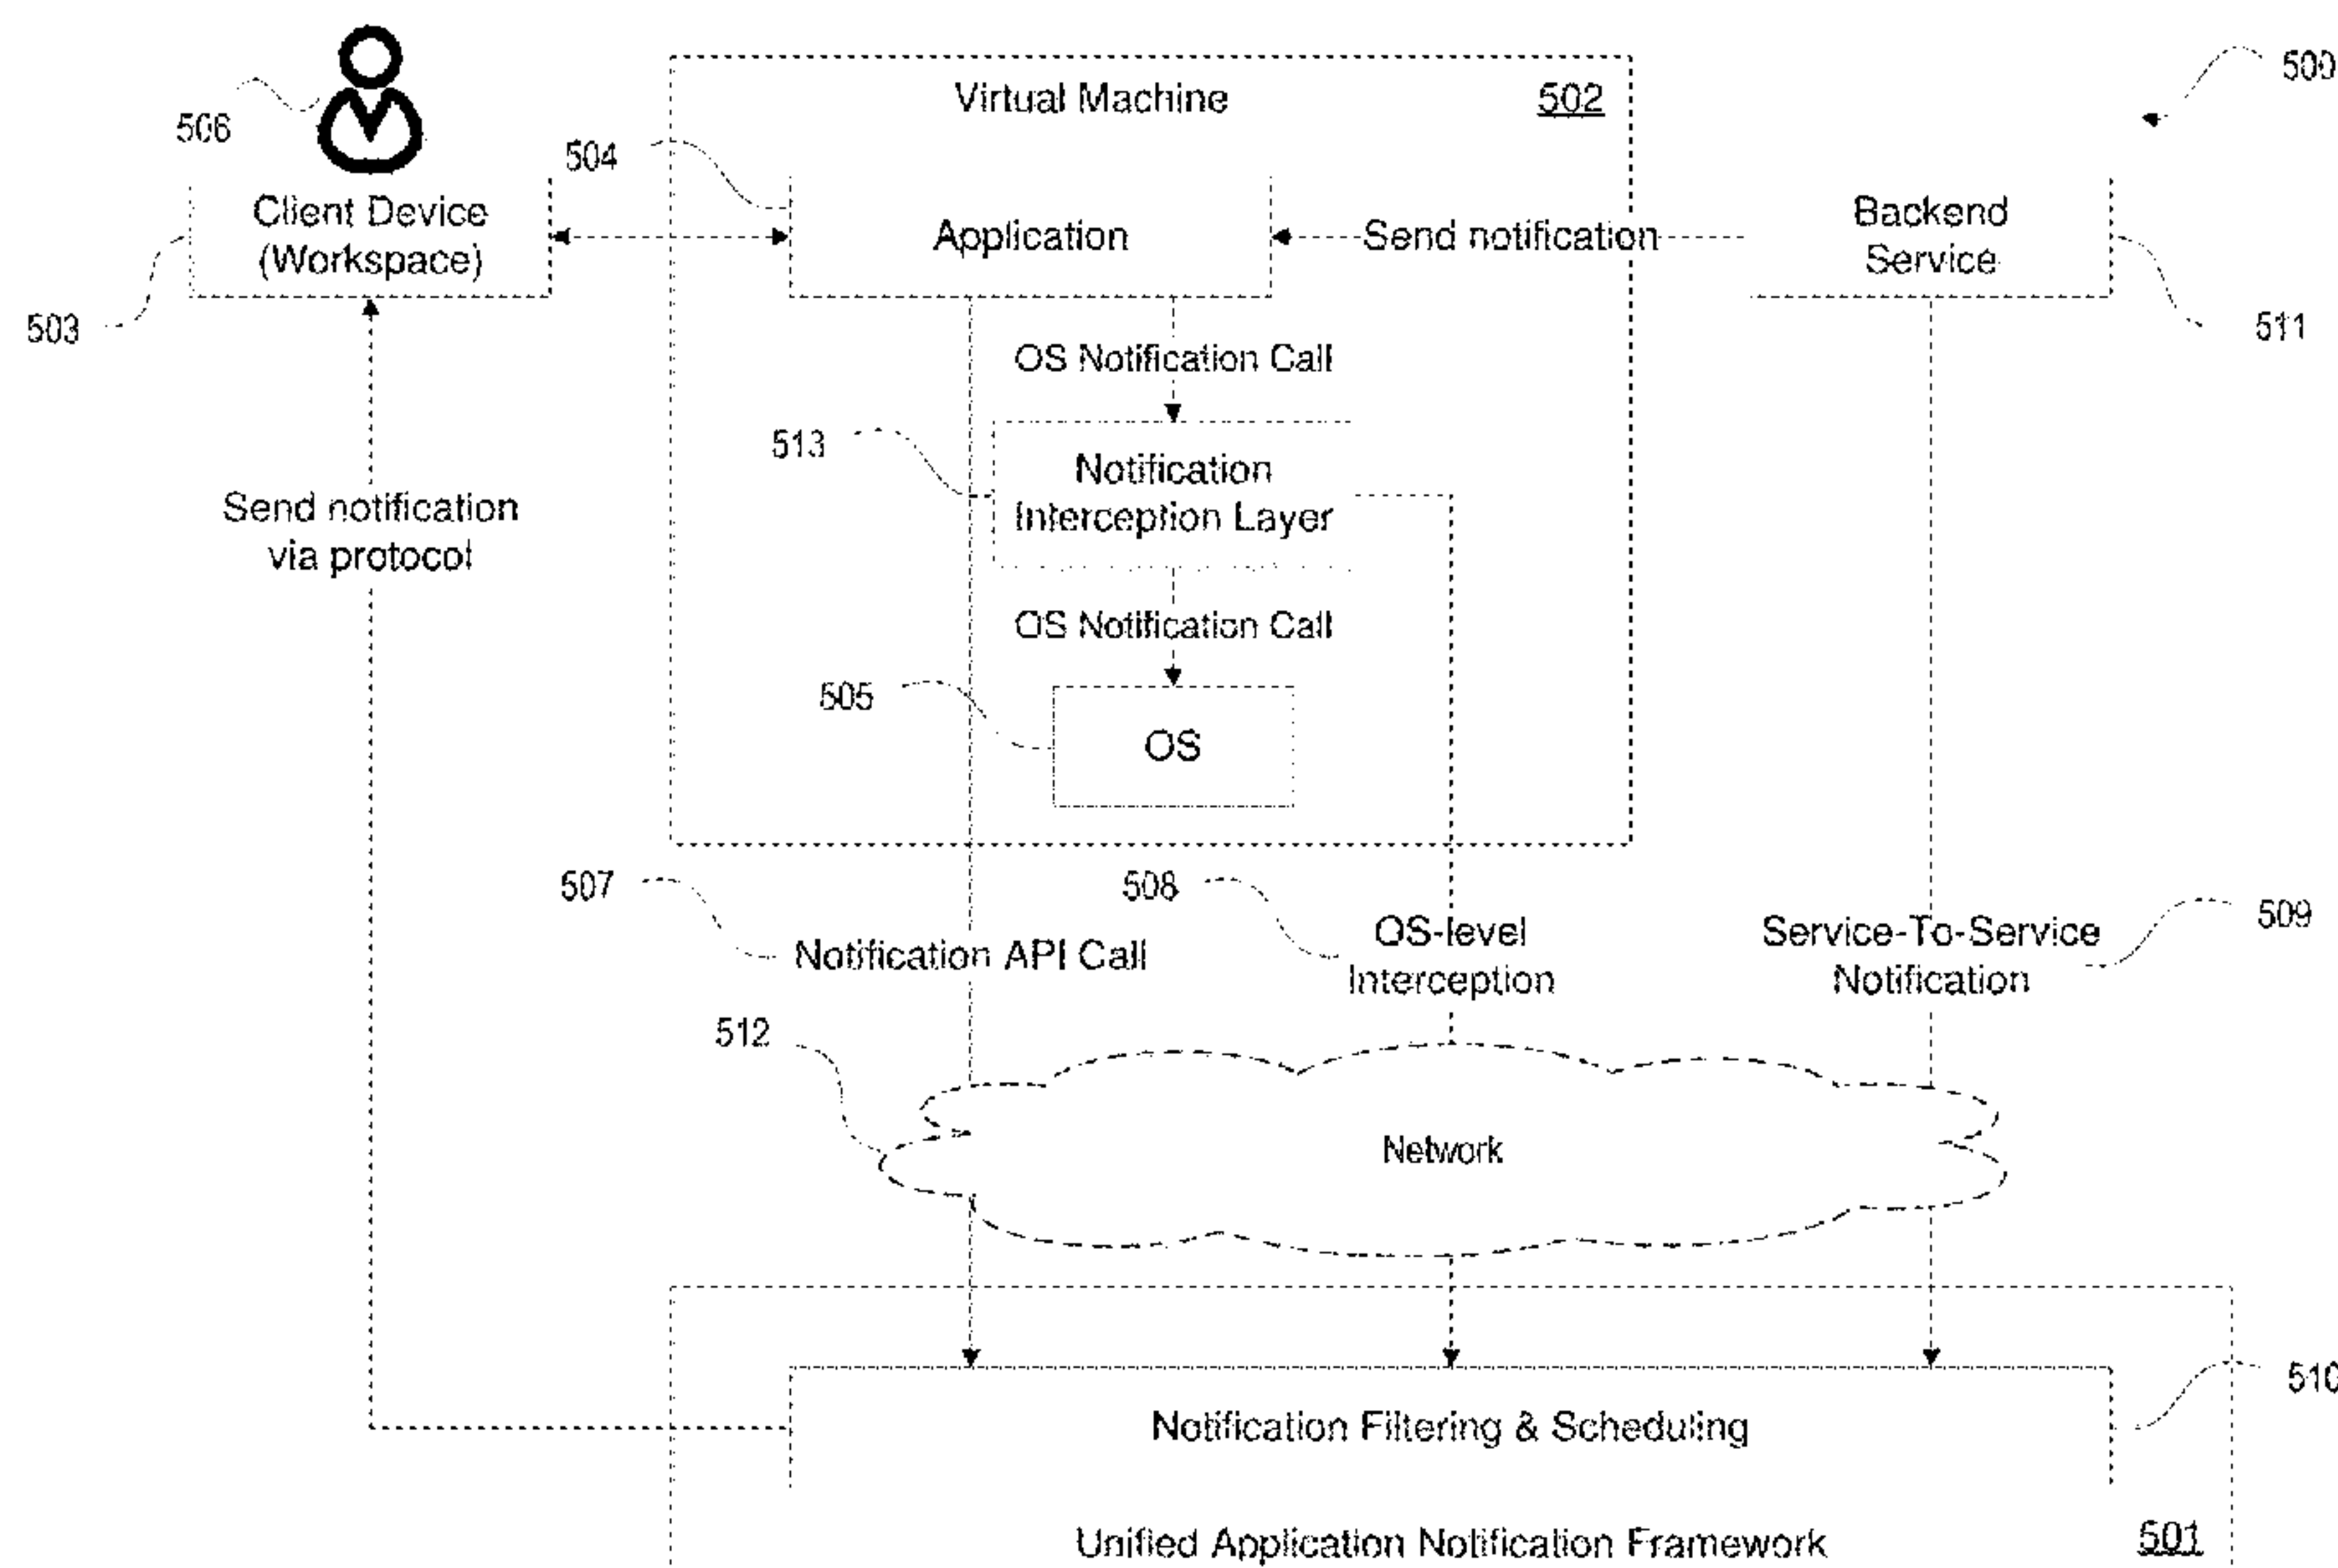 500
506
Virtual Machine 502
504
Client Device
(Workspace)
Application
Send notification
Backend
Service
503
511
OS Notification Call
513
Notification
Interception Layer
Send notification
via protocol
OS Notification Call
505
OS
507
508
509
Notification API Call
OS-level
Interception
Service-To-Service
Notification
512
Network
510
Notification Filtering & Scheduling
Unified Application Notification Framework 501